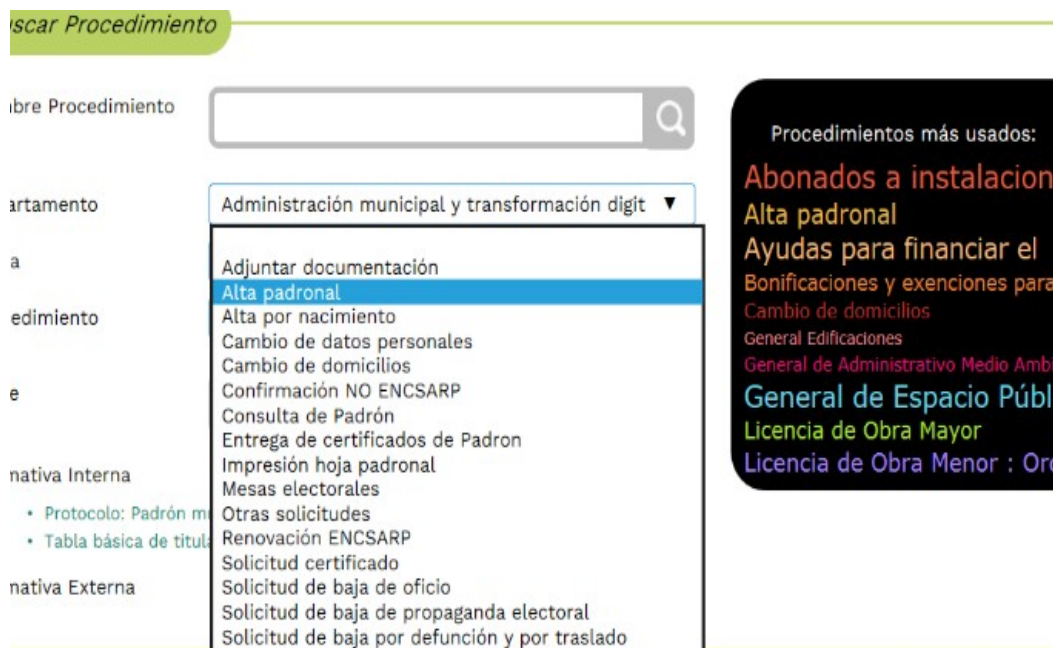 scar Procedimiento
bre Procedimiento
artamento
Administración municipal y transformación digit
a
edimiento
e
Adjuntar documentación
Alta padronal
Alta por nacimiento
Cambio de datos personales
Cambio de domicilios
Confirmación NO ENCSARP
Consulta de Padrón
Entrega de certificados de Padron
Impresión hoja padronal
Mesas electorales
Otras solicitudes
Renovación ENCSARP
Solicitud certificado
Solicitud de baja de oficio
Solicitud de baja de propaganda electoral
Solicitud de baja por defunción y por traslado
mativa Interna
• Protocolo: Padrón m
• Tabla básica de titula
mativa Externa
Procedimientos más usados:
Abonados a instalacion
Alta padronal
Ayudas para financiar el
Bonificaciones y exenciones para
Cambio de domicilios
General Edificaciones
General de Administrativo Medio Ambi
General de Espacio Públ
Licencia de Obra Mayor
Licencia de Obra Menor : Ord